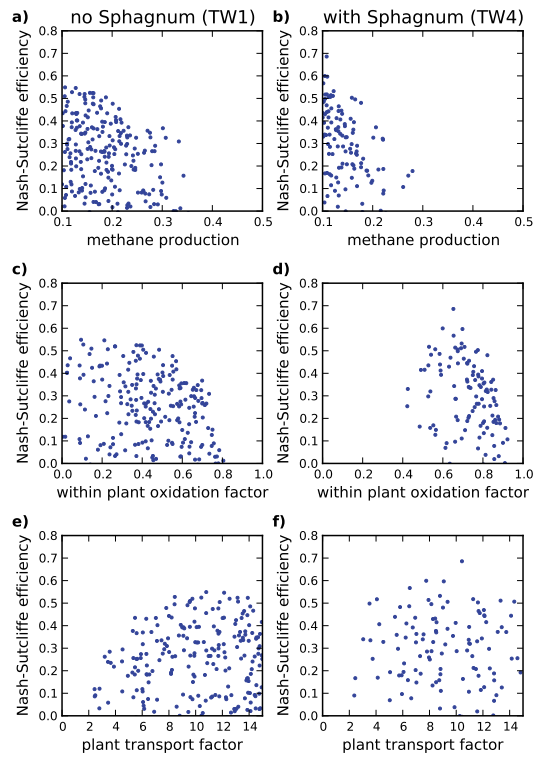 a) no Sphagnum (TW1) b) with Sphagnum (TW4)
Nash-Sutcliffe efficiency
0.8
0.7
0.6
0.5
0.4
0.3
0.2
0.1
0.0
0.1 0.2 0.3 0.4 0.5
methane production
Nash-Sutcliffe efficiency
0.8
0.7
0.6
0.5
0.4
0.3
0.2
0.1
0.0
0.1 0.2 0.3 0.4 0.5
methane production
c) d)
Nash-Sutcliffe efficiency
0.8
0.7
0.6
0.5
0.4
0.3
0.2
0.1
0.0
0.0 0.2 0.4 0.6 0.8 1.0
within plant oxidation factor
Nash-Sutcliffe efficiency
0.8
0.7
0.6
0.5
0.4
0.3
0.2
0.1
0.0
0.0 0.2 0.4 0.6 0.8 1.0
within plant oxidation factor
e) f)
Nash-Sutcliffe efficiency
0.8
0.7
0.6
0.5
0.4
0.3
0.2
0.1
0.0
0 2 4 6 8 10 12 14
plant transport factor
Nash-Sutcliffe efficiency
0.8
0.7
0.6
0.5
0.4
0.3
0.2
0.1
0.0
0 2 4 6 8 10 12 14
plant transport factor